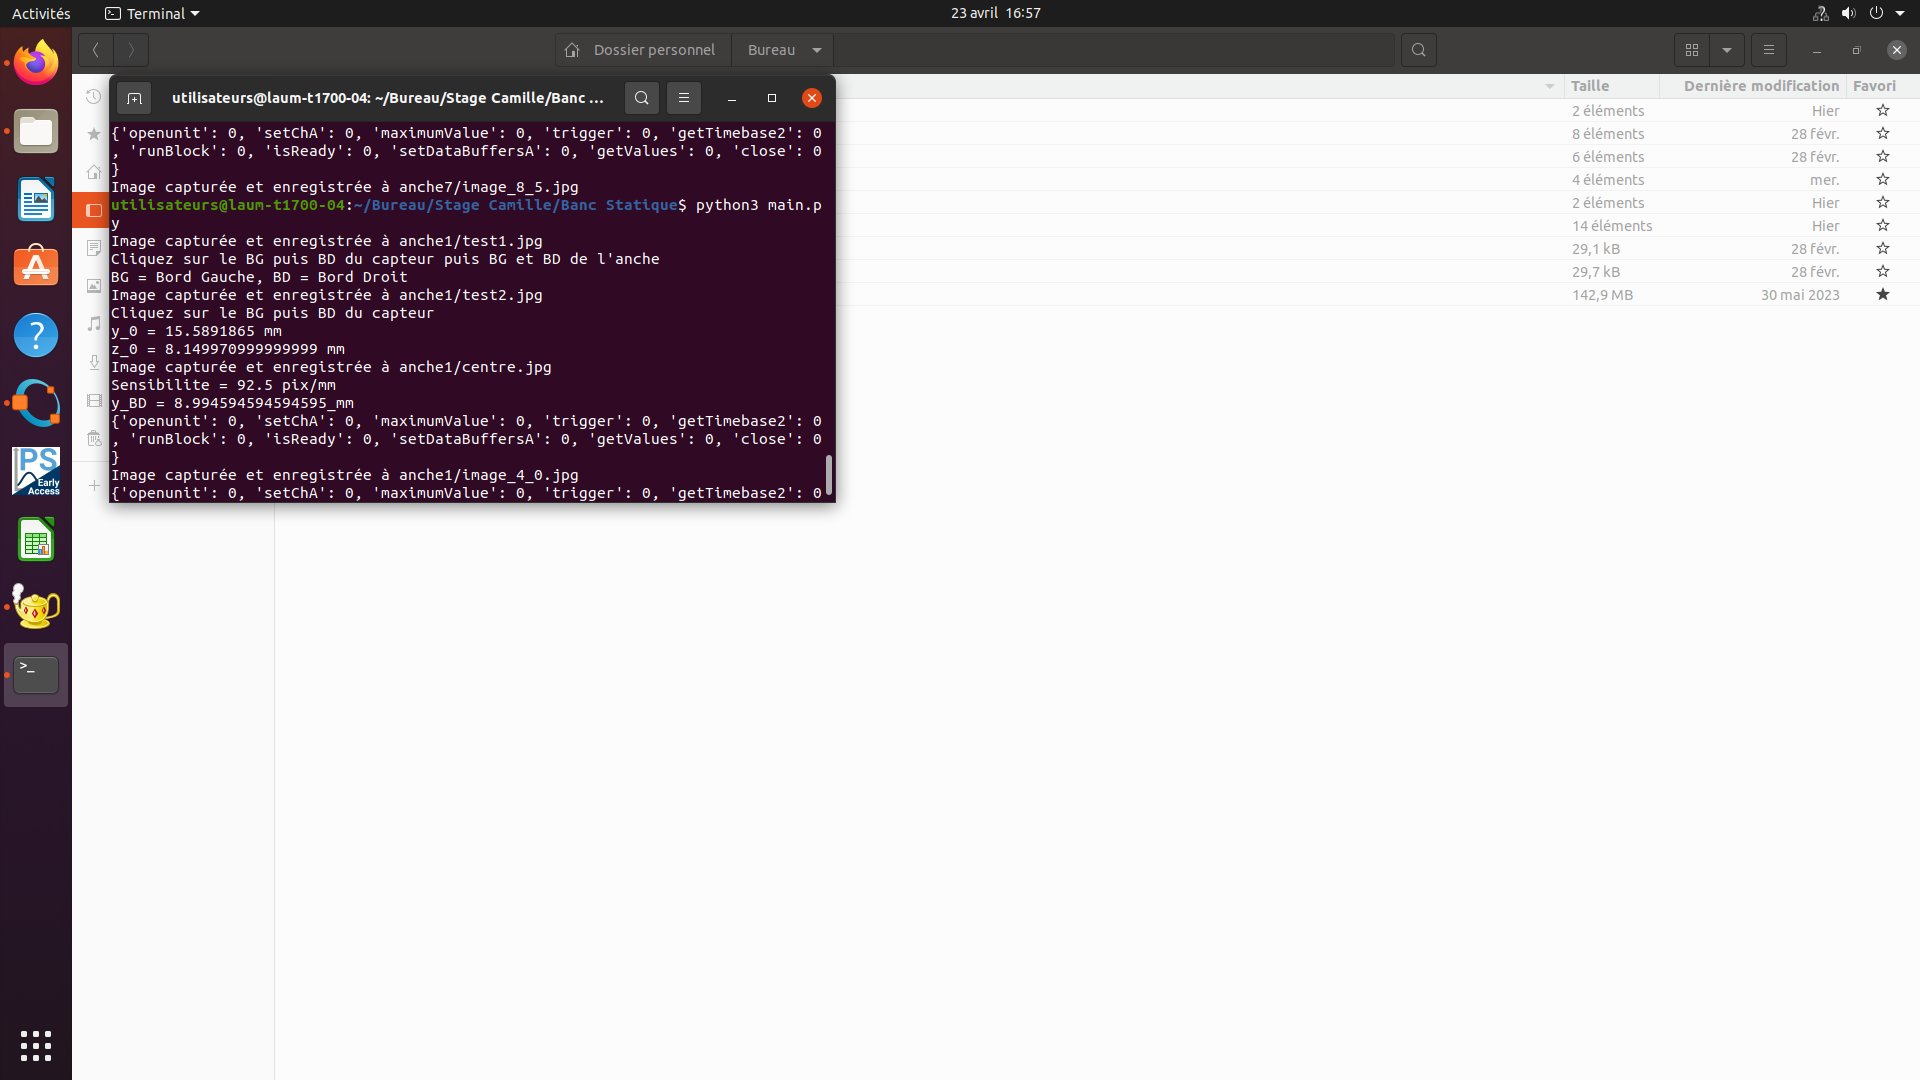 Activités
Terminal
23 avril 16:57
Dossier personnel
Bureau
Taille
Dernière modification
Favori
2 éléments
Hier
8 éléments
28 févr.
6 éléments
28 févr.
4 éléments
mer.
2 éléments
Hier
14 éléments
Hier
29,1 kB
28 févr.
29,7 kB
28 févr.
142,9 MB
30 mai 2023
utilisateurs@laum-t1700-04: ~/Bureau/Stage Camille/Banc ...
{'openunit': 0, 'setChA': 0, 'maximumValue': 0, 'trigger': 0, 'getTimebase2': 0
, 'runBlock': 0, 'isReady': 0, 'setDataBuffersA': 0, 'getValues': 0, 'close': 0
}
Image capturée et enregistrée à anche7/image_8_5.jpg
utilisateurs@laum-t1700-04:~/Bureau/Stage Camille/Banc Statique$ python3 main.p
y
Image capturée et enregistrée à anche1/test1.jpg
Cliquez sur le BG puis BD du capteur puis BG et BD de l'anche
BG = Bord Gauche, BD = Bord Droit
Image capturée et enregistrée à anche1/test2.jpg
Cliquez sur le BG puis BD du capteur
y_0 = 15.5891865 mm
z_0 = 8.149970999999999 mm
Image capturée et enregistrée à anche1/centre.jpg
Sensibilite = 92.5 pix/mm
y_BD = 8.994594594594595_mm
{'openunit': 0, 'setChA': 0, 'maximumValue': 0, 'trigger': 0, 'getTimebase2': 0
, 'runBlock': 0, 'isReady': 0, 'setDataBuffersA': 0, 'getValues': 0, 'close': 0
}
Image capturée et enregistrée à anche1/image_4_0.jpg
{'openunit': 0, 'setChA': 0, 'maximumValue': 0, 'trigger': 0, 'getTimebase2': 0
PS
Early
Access
>_